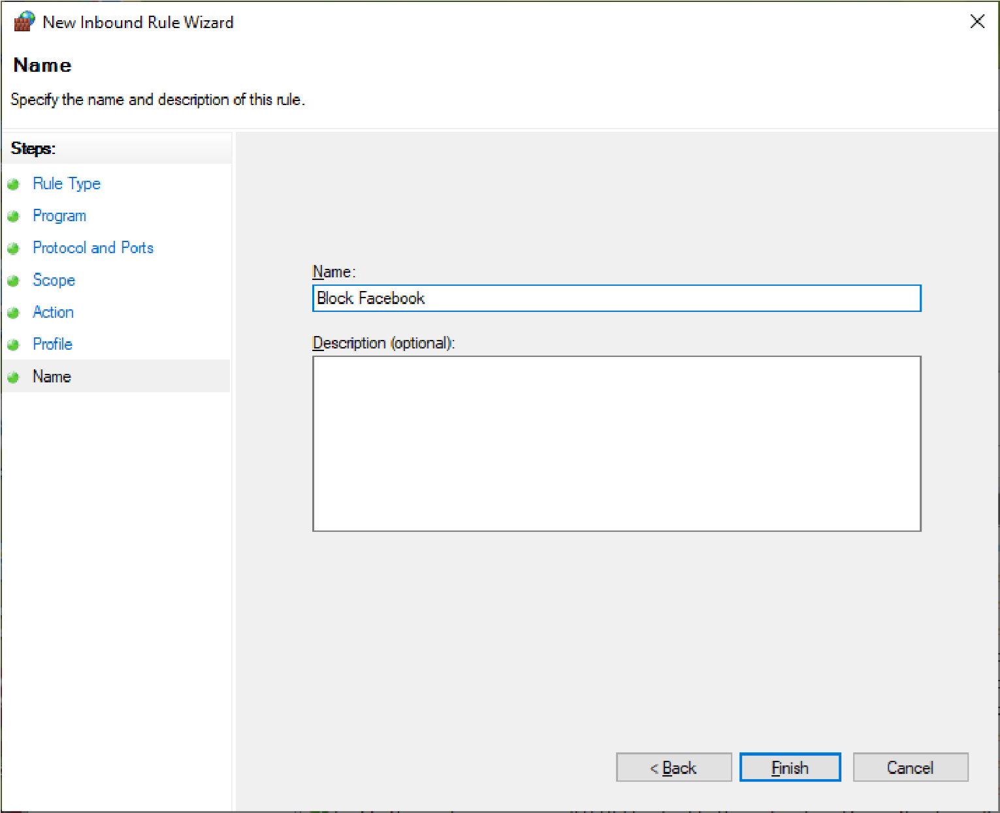 New Inbound Rule Wizard
Name
Specify the name and description of this rule.
Steps:
Rule Type
Program
Protocol and Ports
Scope
Action
Profile
Name
Name:
Block Facebook
Description (optional):
< Back
Finish
Cancel